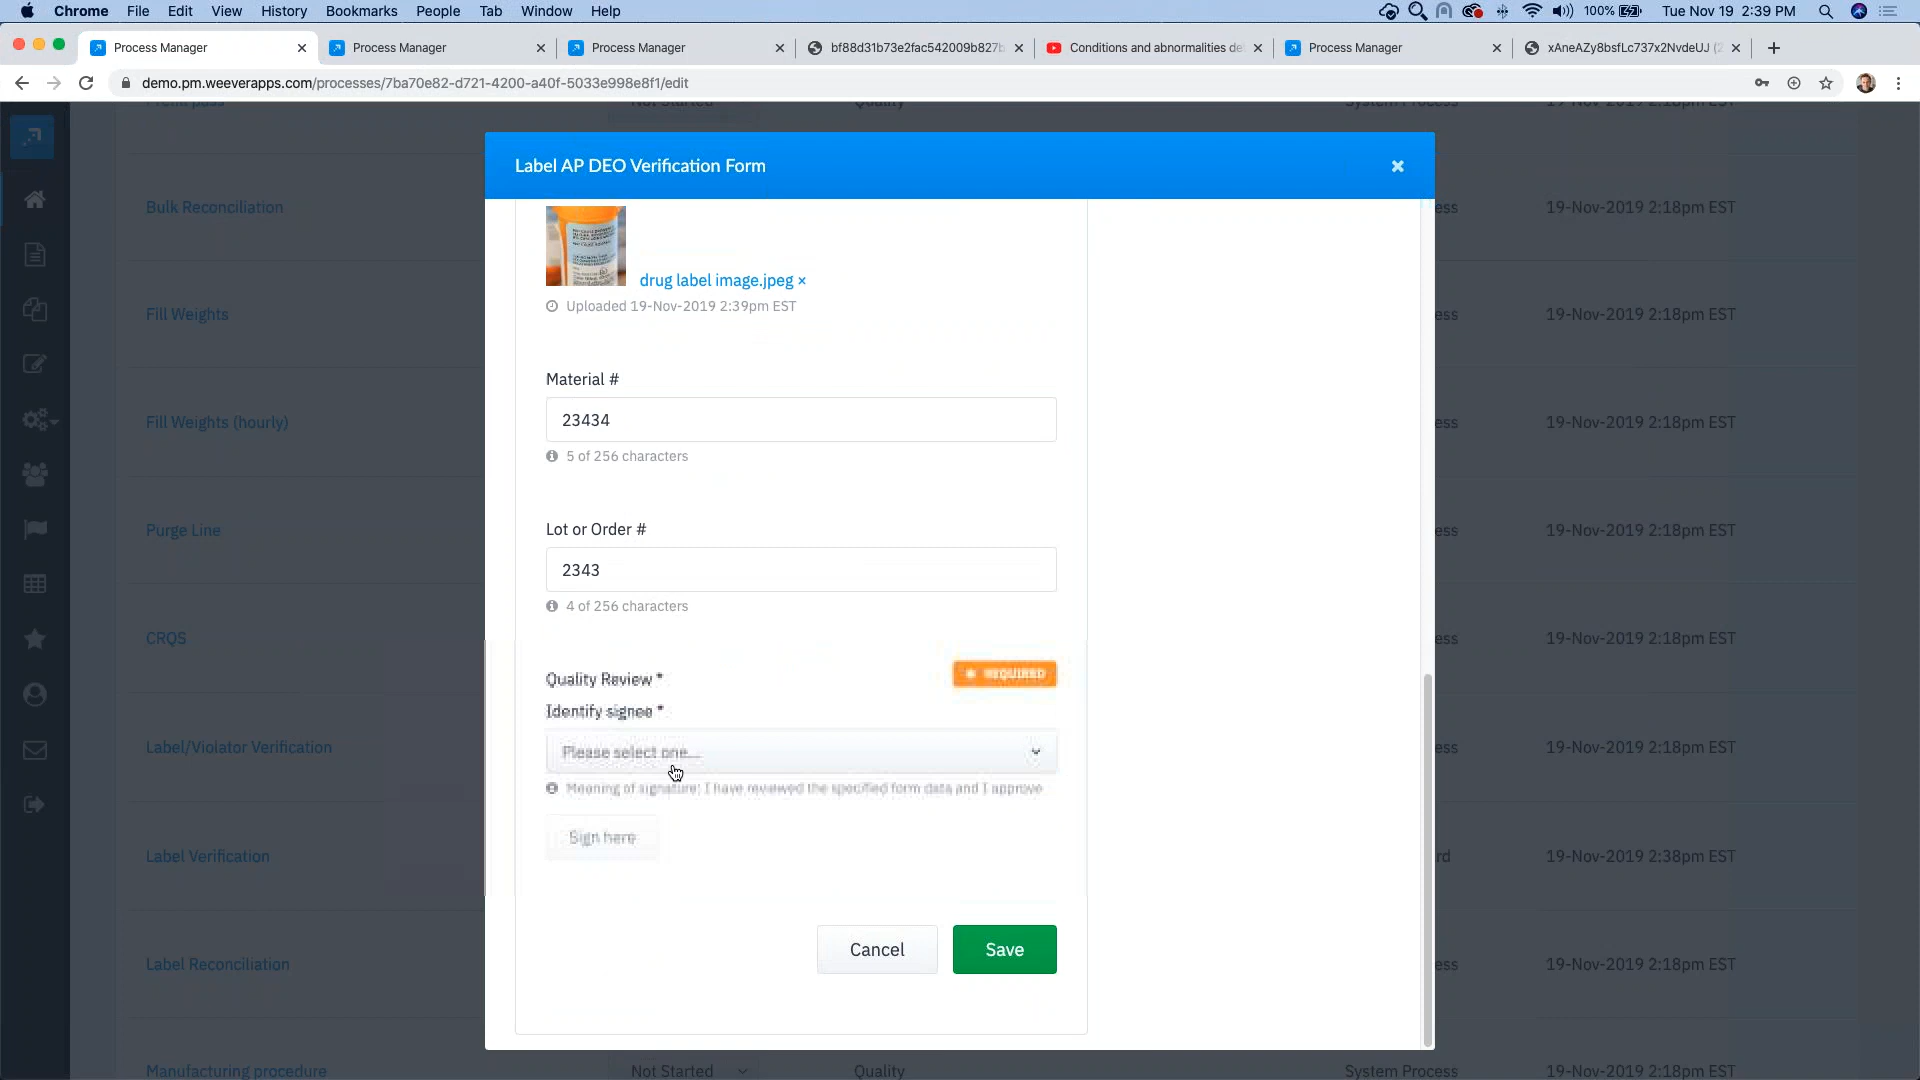 Chrome File Edit View History Bookmarks People Tab Window Help 100% Tue Nov 19 2:39 PM
Process Manager Process Manager Process Manager bf88d31b73e2fac542009b827b Conditions and abnormalities de Process Manager xAneAZy8bsfLc737x2NvdeUJ (2
demo.pm.weeverapps.com/processes/7ba70e82-d721-4200-a40f-5033e998e8f1/edit
Not Started Quality System Process 19-Nov-2019 2:18pm EST
Label AP DEO Verification Form
Bulk Reconciliation ess 19-Nov-2019 2:18pm EST
drug label image.jpeg ×
Uploaded 19-Nov-2019 2:39pm EST
Fill Weights ess 19-Nov-2019 2:18pm EST
Material #
23434
Fill Weights (hourly) ess 19-Nov-2019 2:18pm EST
5 of 256 characters
Lot or Order #
Purge Line ess 19-Nov-2019 2:18pm EST
2343
4 of 256 characters
CRQS ess 19-Nov-2019 2:18pm EST
Quality Review * REQUIRED
Identify signee *
Please select one...
Label/Violator Verification ess 19-Nov-2019 2:18pm EST
Meaning of signature: I have reviewed the specified form data and I approve
Sign here
Label Verification rd 19-Nov-2019 2:38pm EST
Cancel Save
Label Reconciliation ess 19-Nov-2019 2:18pm EST
Manufacturing procedure Not Started Quality System Process 19-Nov-2019 2:18pm EST